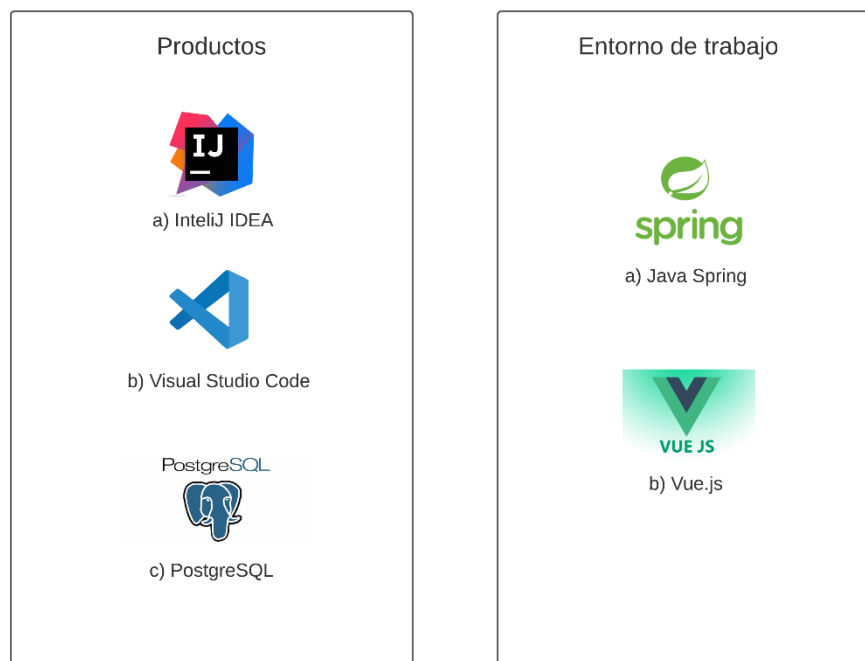 Productos
IJ
a) InteliJ IDEA
b) Visual Studio Code
PostgreSQL
c) PostgreSQL
Entorno de trabajo
spring
a) Java Spring
VUE JS
b) Vue.js